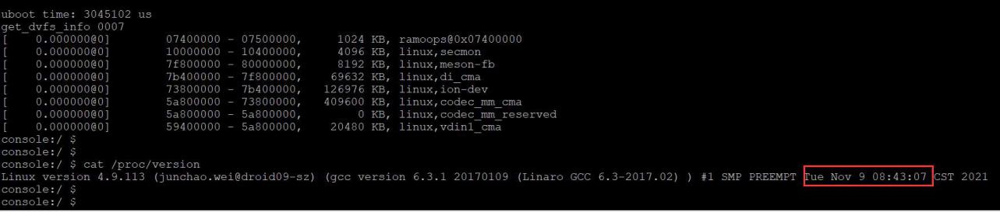 uboot time: 3045102 us
get_dvfs_info 0007
[    0.000000@0]        07400000 - 07500000,     1024 KB, ramoops@0x07400000
[    0.000000@0]        10000000 - 10400000,     4096 KB, linux,secmon
[    0.000000@0]        7f800000 - 80000000,     8192 KB, linux,meson-fb
[    0.000000@0]        7b400000 - 7f800000,    69632 KB, linux,di_cma
[    0.000000@0]        73800000 - 7b400000,   126976 KB, linux,ion-dev
[    0.000000@0]        5a800000 - 73800000,   409600 KB, linux,codec_mm_cma
[    0.000000@0]        5a800000 - 5a800000,        0 KB, linux,codec_mm_reserved
[    0.000000@0]        59400000 - 5a800000,    20480 KB, linux,vdin1_cma
console:/ $
console:/ $
console:/ $ cat /proc/version
Linux version 4.9.113 (junchao.wei@droid09-sz) (gcc version 6.3.1 20170109 (Linaro GCC 6.3-2017.02) ) #1 SMP PREEMPT Tue Nov 9 08:43:07 CST 2021
console:/ $
console:/ $